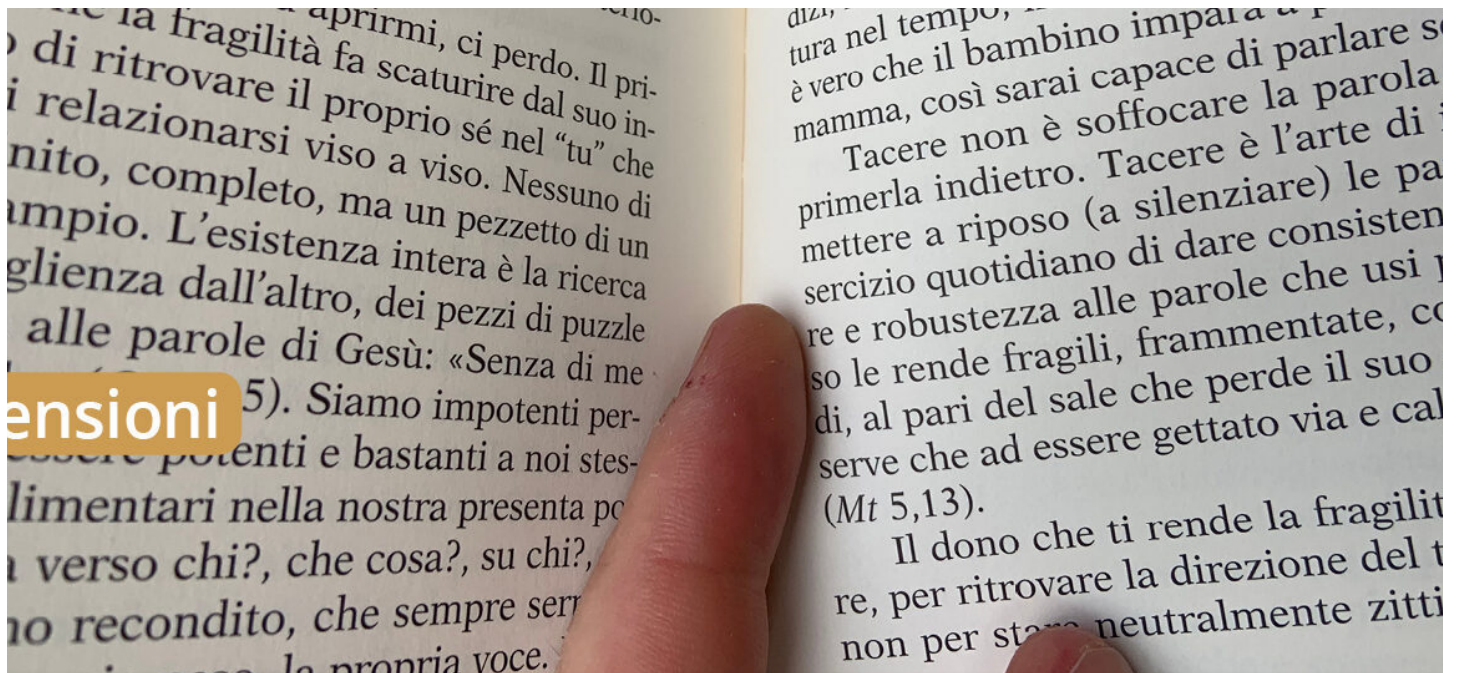 aprirmi, ci perdo. Il pri-
la fragilità fa scaturire dal suo in-
di ritrovare il proprio sé nel “tu” che
relazionarsi viso a viso. Nessuno di
nito, completo, ma un pezzetto di un
ampio. L’esistenza intera è la ricerca
glienza dall’altro, dei pezzi di puzzle
alle parole di Gesù: «Senza di me
5). Siamo impotenti per-
ensioni
essere potenti e bastanti a noi stes-
limentari nella nostra presenta
verso chi?, che cosa?, su chi?,
no recondito, che sempre
la propria voce.
tura nel tempo,
è vero che il bambino impara a
mamma, così sarai capace di parlare
Tacere non è soffocare la parola
primerla indietro. Tacere è l’arte di
mettere a riposo (a silenziare) le pa
sercizio quotidiano di dare consisten
re e robustezza alle parole che usi
so le rende fragili, frammentate, co
di, al pari del sale che perde il suo
serve che ad essere gettato via e cal
(Mt 5,13).
Il dono che ti rende la fragilit
re, per ritrovare la direzione del t
non per stare neutralmente zitti